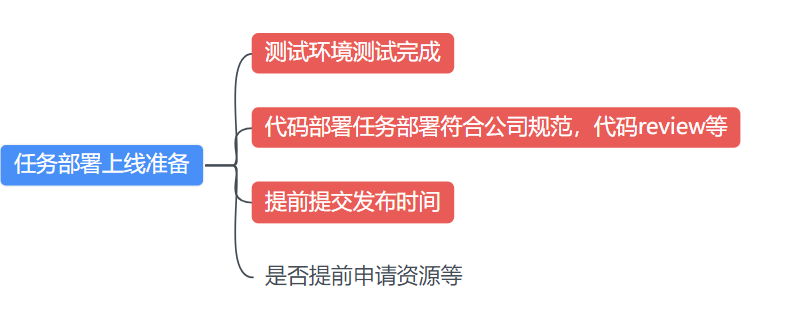 测试环境测试完成
代码部署任务部署符合公司规范，代码review等
任务部署上线准备
提前提交发布时间
是否提前申请资源等